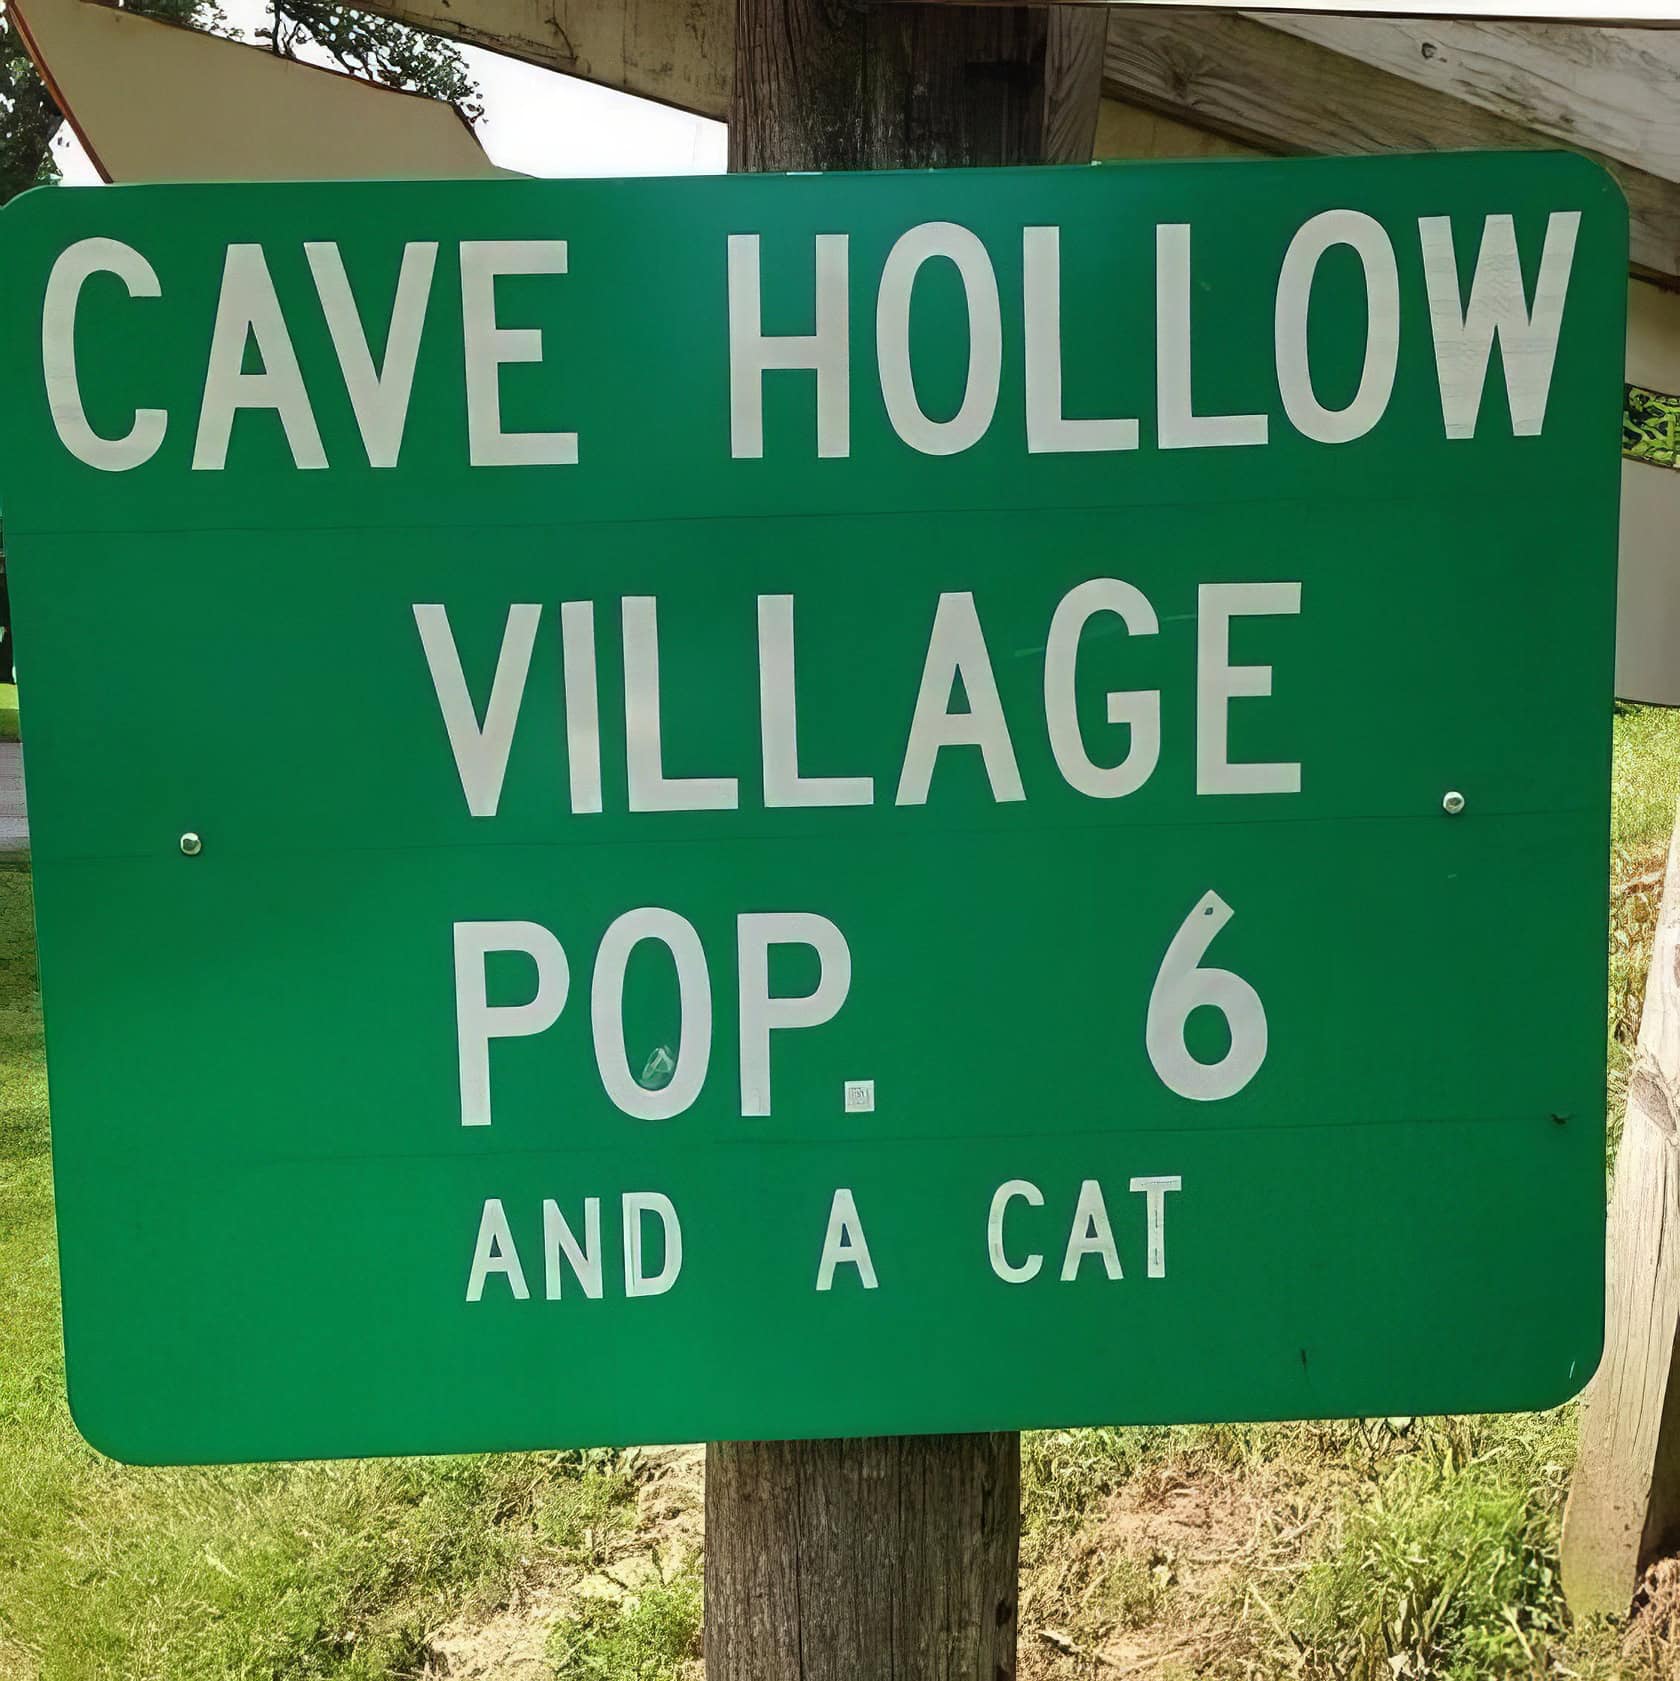 CAVE HOLLOW
VILLAGE
POP. 6
AND A CAT